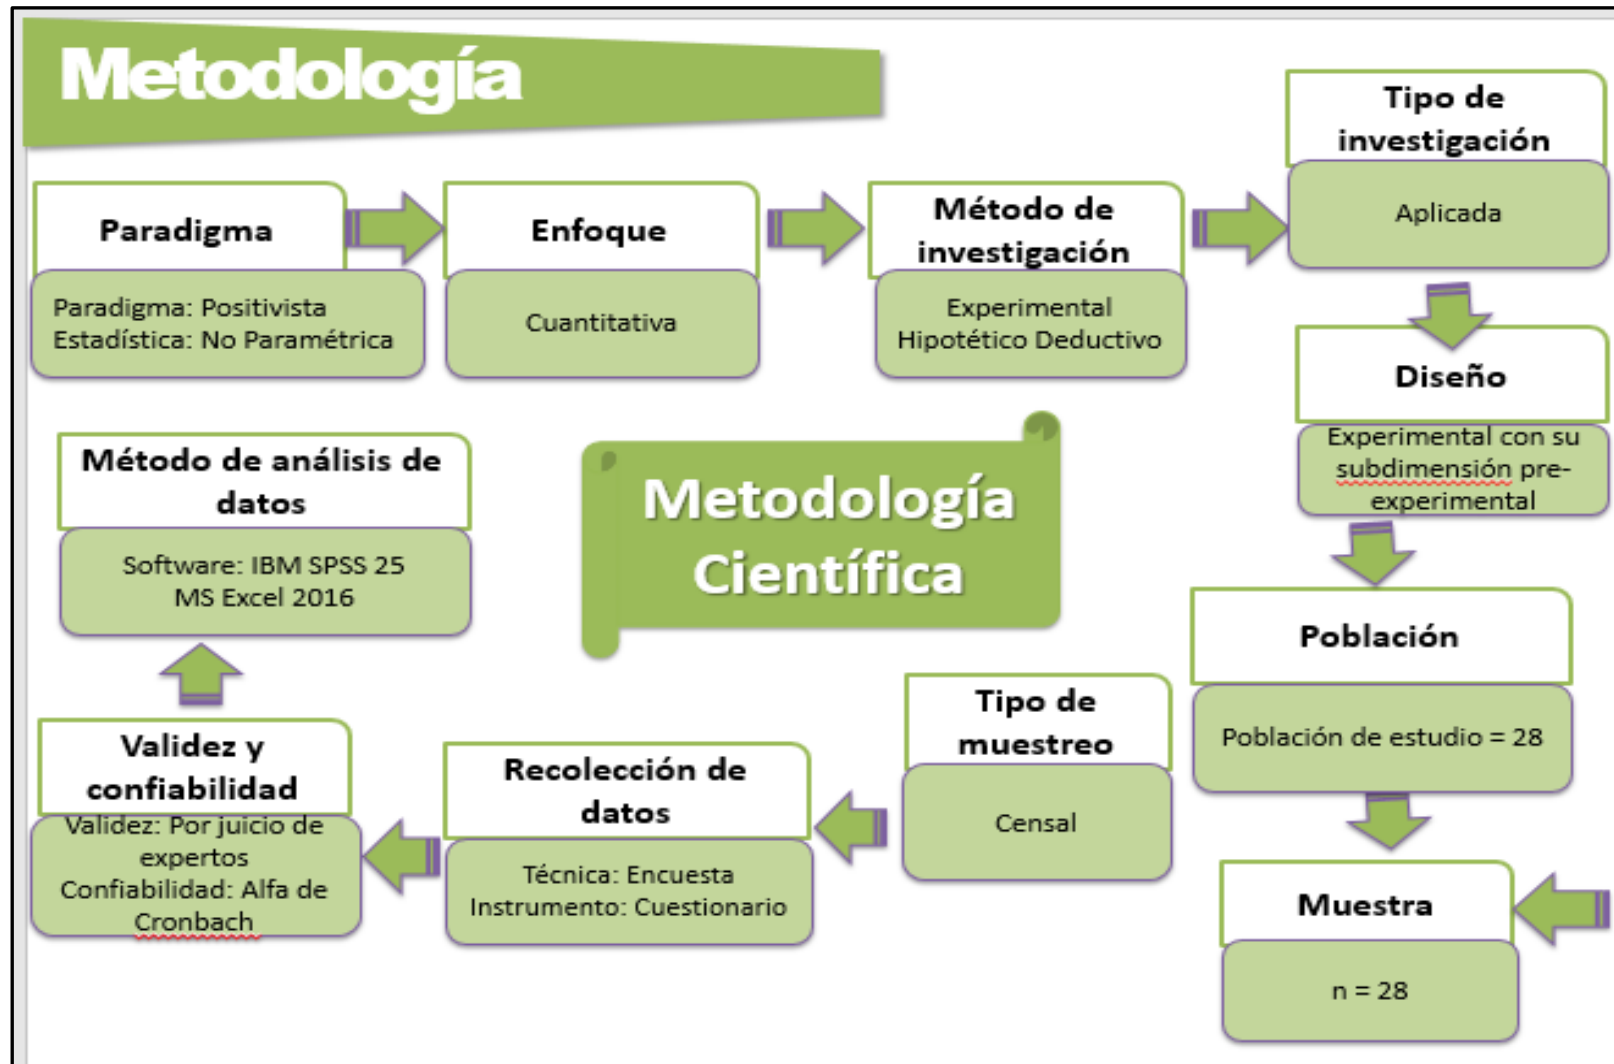 Metodología
Paradigma
Paradigma: Positivista
Estadística: No Paramétrica
Enfoque
Cuantitativa
Método de
investigación
Experimental
Hipotético Deductivo
Tipo de
investigación
Aplicada
Diseño
Experimental con su
subdimensión pre-
experimental
Población
Población de estudio = 28
Muestra
n = 28
Tipo de
muestreo
Censal
Recolección de
datos
Técnica: Encuesta
Instrumento: Cuestionario
Validez y
confiabilidad
Validez: Por juicio de
expertos
Confiabilidad: Alfa de
Cronbach
Método de análisis de
datos
Software: IBM SPSS 25
MS Excel 2016
Metodología
Científica